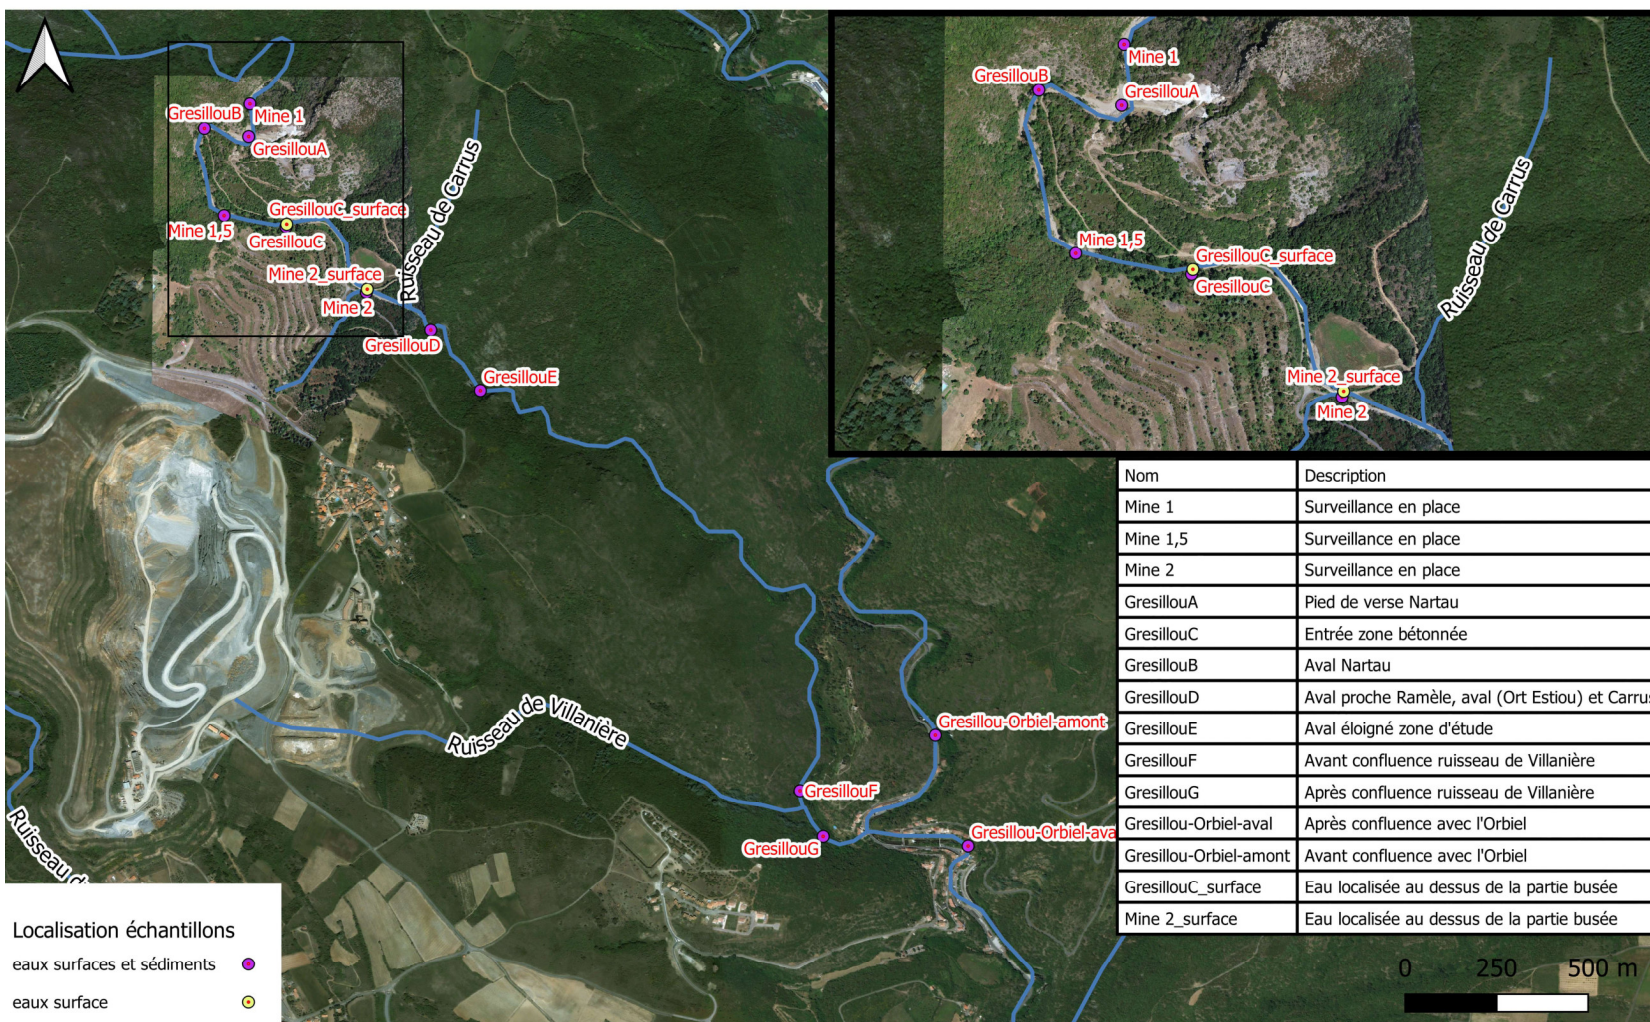 GresillouB
Mine 1
GresillouA
Ruisseau de Carrus
GresillouC_surface
Mine 1,5
GresillouC
Mine 2_surface
Mine 2
GresillouD
GresillouE
Ruisseau de Villanière
Gresillou-Orbiel-amont
GresillouF
GresillouG
Gresillou-Orbiel-ava
Ruisseau d
Mine 1
GresillouB
GresillouA
Mine 1,5
GresillouC_surface
GresillouC
Ruisseau de Carrus
Mine 2_surface
Mine 2
Nom Description
Mine 1 Surveillance en place
Mine 1,5 Surveillance en place
Mine 2 Surveillance en place
GresillouA Pied de verse Nartau
GresillouC Entrée zone bétonnée
GresillouB Aval Nartau
GresillouD Aval proche Ramèle, aval (Ort Estiou) et Carrus
GresillouE Aval éloigné zone d'étude
GresillouF Avant confluence ruisseau de Villanière
GresillouG Après confluence ruisseau de Villanière
Gresillou-Orbiel-aval Après confluence avec l'Orbiel
Gresillou-Orbiel-amont Avant confluence avec l'Orbiel
GresillouC_surface Eau localisée au dessus de la partie busée
Mine 2_surface Eau localisée au dessus de la partie busée
Localisation échantillons
eaux surfaces et sédiments
eaux surface
0 250 500 m